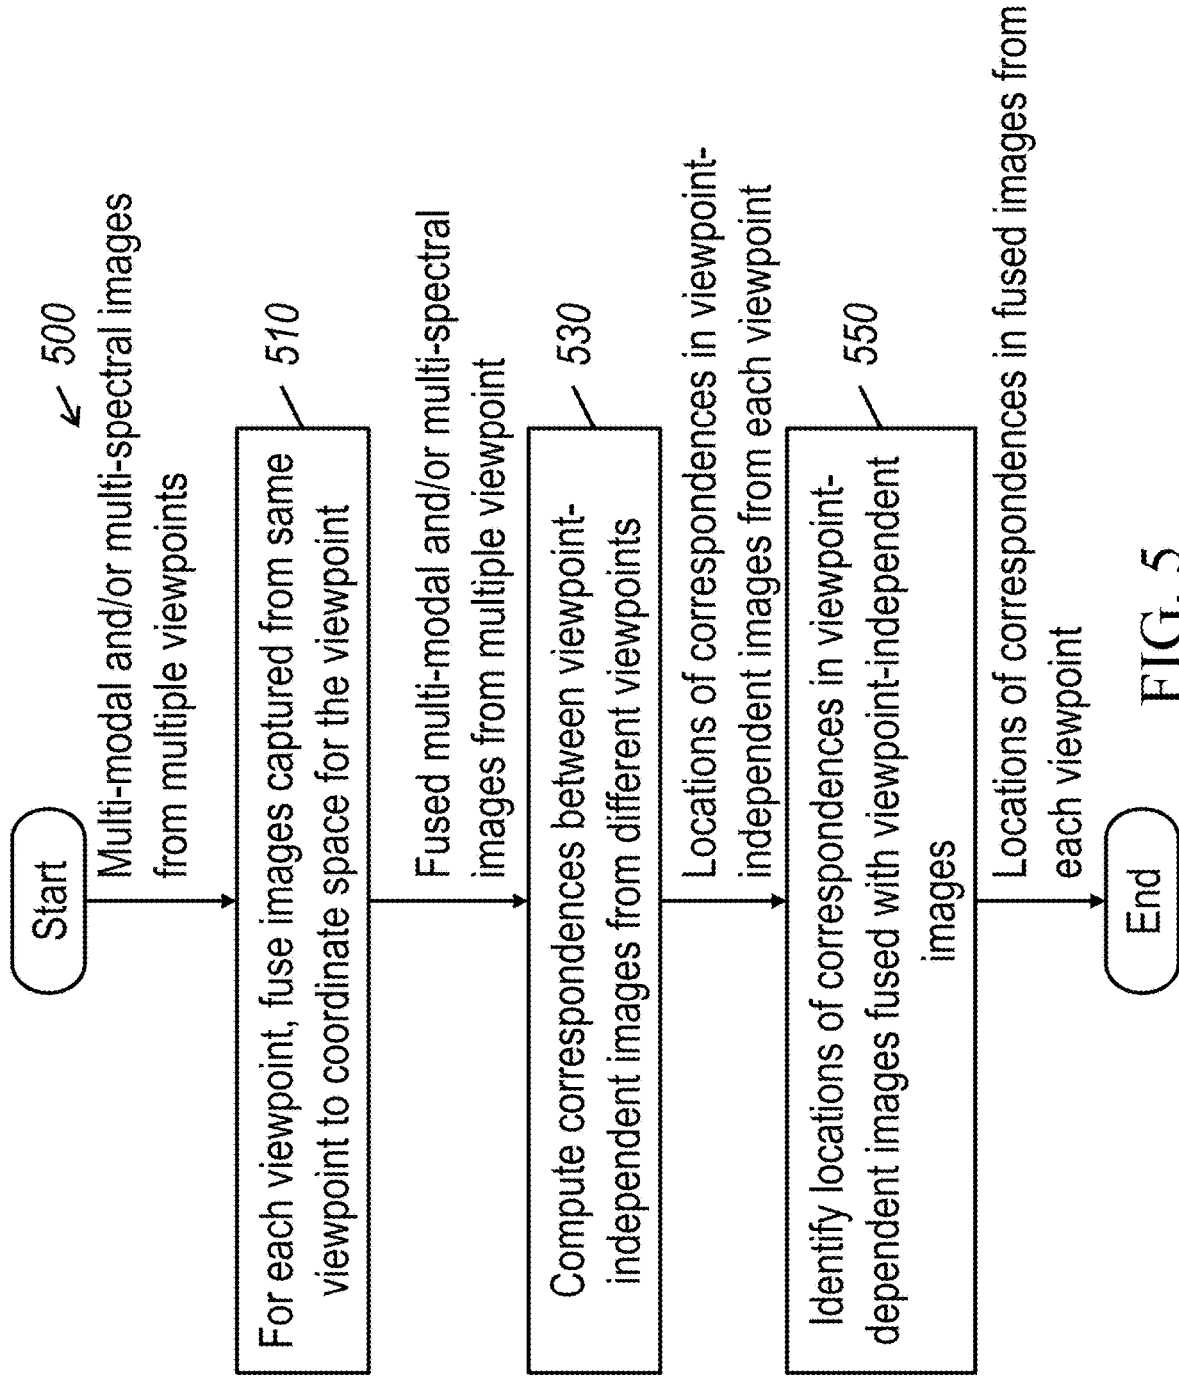 500
Start
Multi-modal and/or multi-spectral images
from multiple viewpoints
510
For each viewpoint, fuse images captured from same
viewpoint to coordinate space for the viewpoint
Fused multi-modal and/or multi-spectral
images from multiple viewpoint
530
Compute correspondences between viewpoint-
independent images from different viewpoints
Locations of correspondences in viewpoint-
independent images from each viewpoint
550
Identify locations of correspondences in viewpoint-
dependent images fused with viewpoint-independent
images
Locations of correspondences in fused images from
each viewpoint
End
FIG. 5